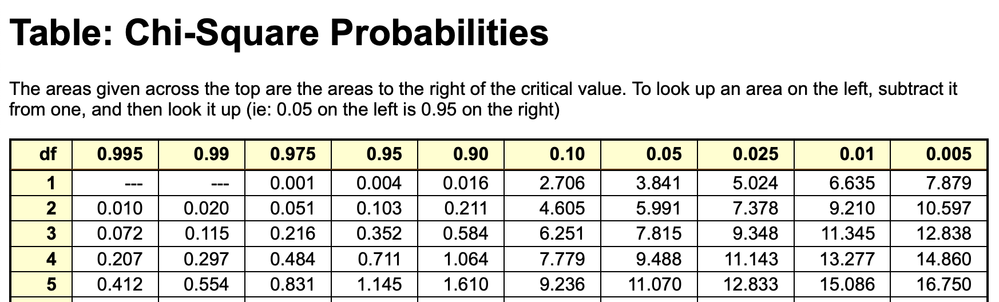 Table: Chi-Square Probabilities
The areas given across the top are the areas to the right of the critical value. To look up an area on the left, subtract it
from one, and then look it up (ie: 0.05 on the left is 0.95 on the right)
df 0.995 0.99 0.975 0.95 0.90 0.10 0.05 0.025 0.01 0.005
1 --- --- 0.001 0.004 0.016 2.706 3.841 5.024 6.635 7.879
2 0.010 0.020 0.051 0.103 0.211 4.605 5.991 7.378 9.210 10.597
3 0.072 0.115 0.216 0.352 0.584 6.251 7.815 9.348 11.345 12.838
4 0.207 0.297 0.484 0.711 1.064 7.779 9.488 11.143 13.277 14.860
5 0.412 0.554 0.831 1.145 1.610 9.236 11.070 12.833 15.086 16.750